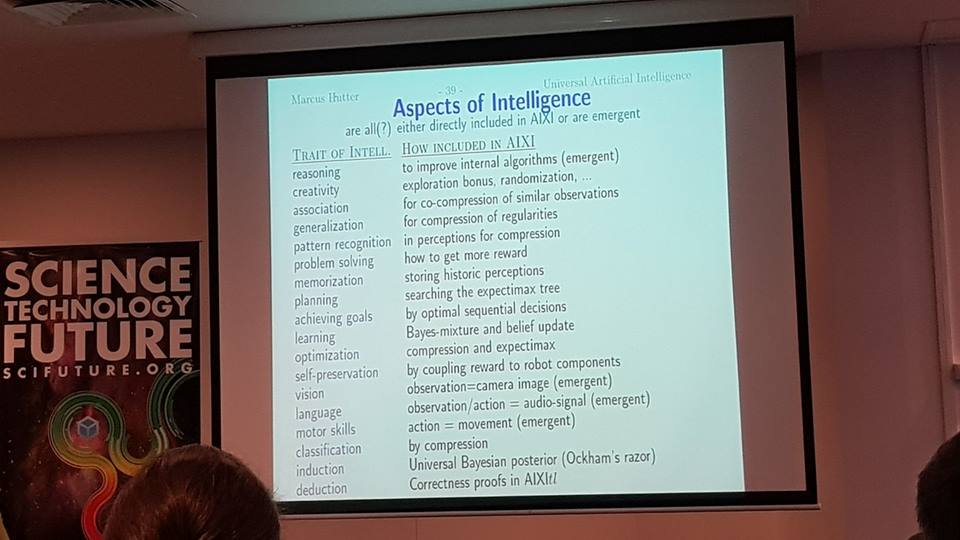 Marcus Hutter - 39 - Universal Artificial Intelligence
Aspects of Intelligence
are all(?) either directly included in AIXI or are emergent
TRAIT OF INTELL. HOW INCLUDED IN AIXI
reasoning to improve internal algorithms (emergent)
creativity exploration bonus, randomization, ...
association for co-compression of similar observations
generalization for compression of regularities
pattern recognition in perceptions for compression
problem solving how to get more reward
memorization storing historic perceptions
planning searching the expectimax tree
achieving goals by optimal sequential decisions
learning Bayes-mixture and belief update
optimization compression and expectimax
self-preservation by coupling reward to robot components
vision observation=camera image (emergent)
language observation/action = audio-signal (emergent)
motor skills action = movement (emergent)
classification by compression
induction Universal Bayesian posterior (Ockham's razor)
deduction Correctness proofs in AIXItl
SCIENCE
TECHNOLOGY
FUTURE
SCIFUTURE.ORG